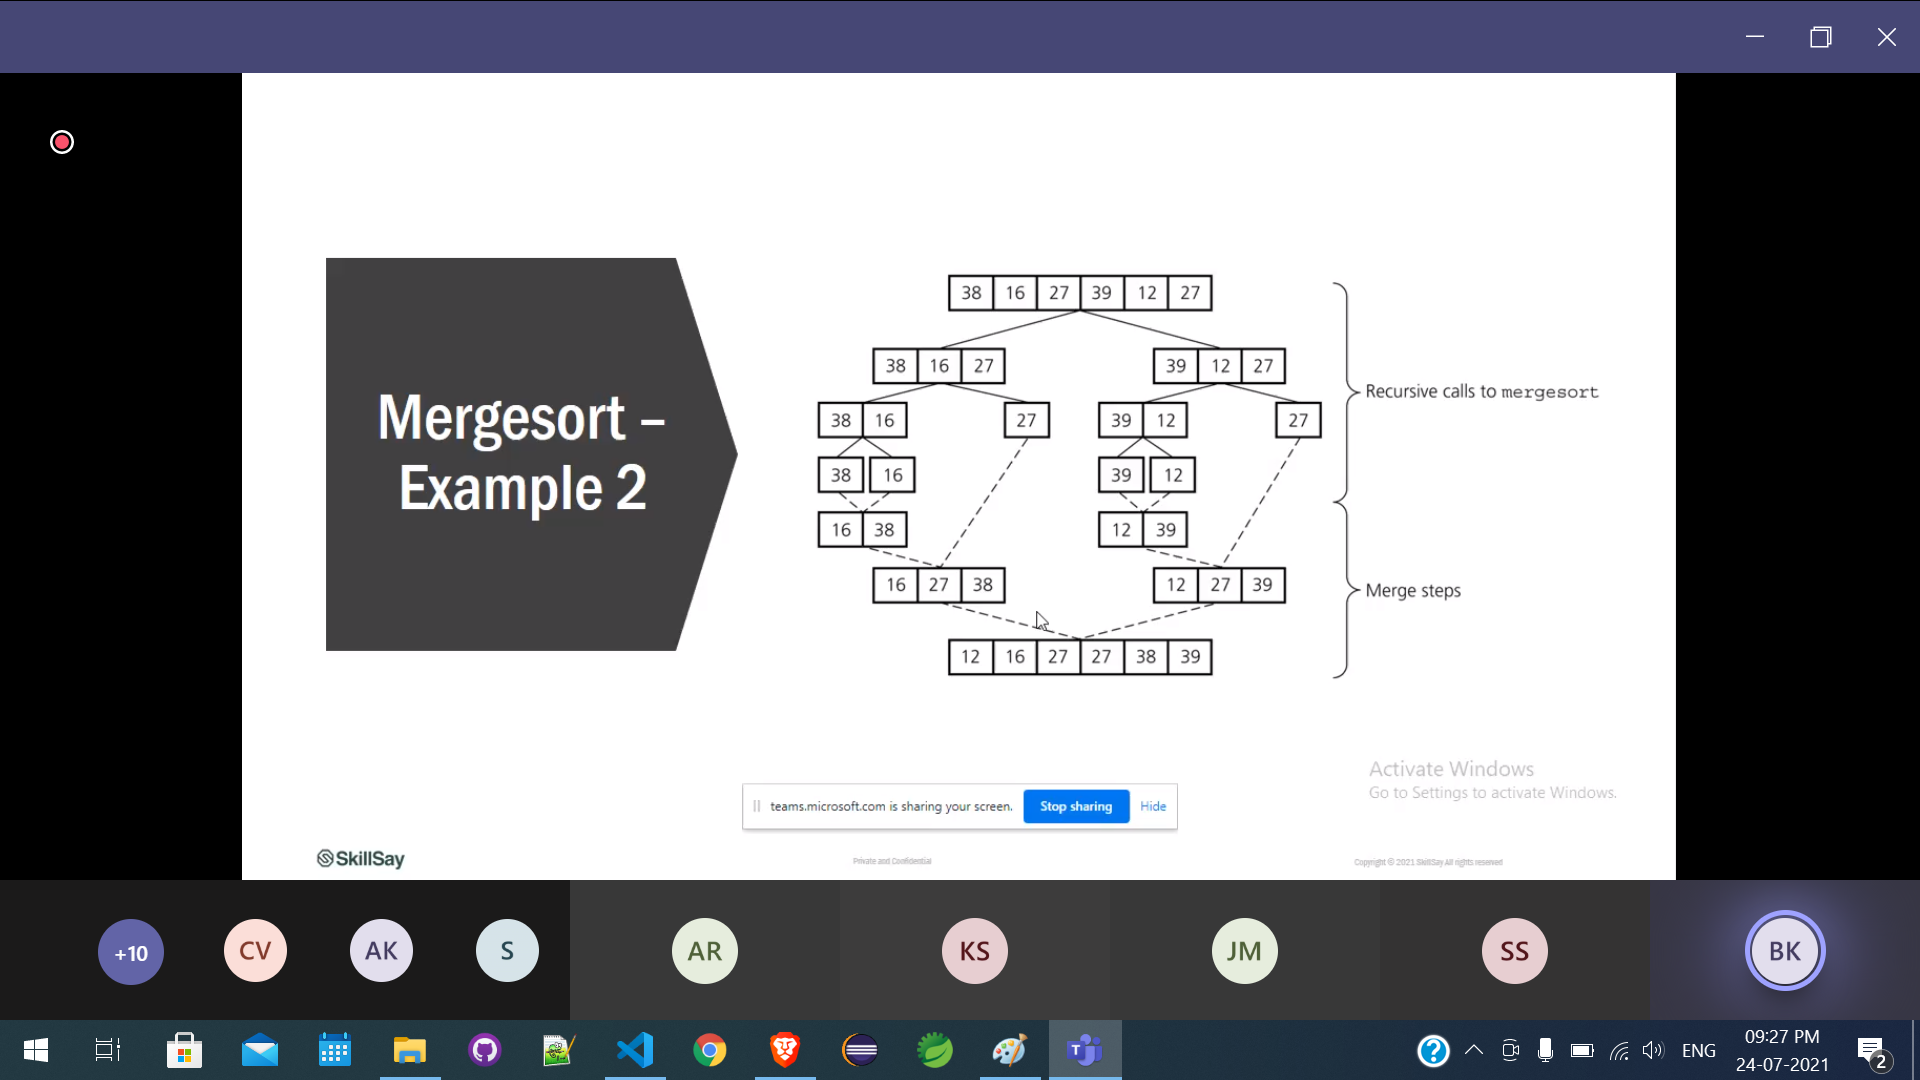 Mergesort –
Example 2
38 16 27 39 12 27
38 16 27 39 12 27
38 16 27 39 12 27
38 16 39 12
16 38 12 39
16 27 38 12 27 39
12 16 27 27 38 39
Recursive calls to mergesort
Merge steps
Activate Windows
Go to Settings to activate Windows.
teams.microsoft.com is sharing your screen. Stop sharing Hide
SkillSay
Private and Confidential
Copyright © 2021 SkillSay All rights reserved
+10 CV AK S AR KS JM SS BK
ENG
09:27 PM
24-07-2021
2